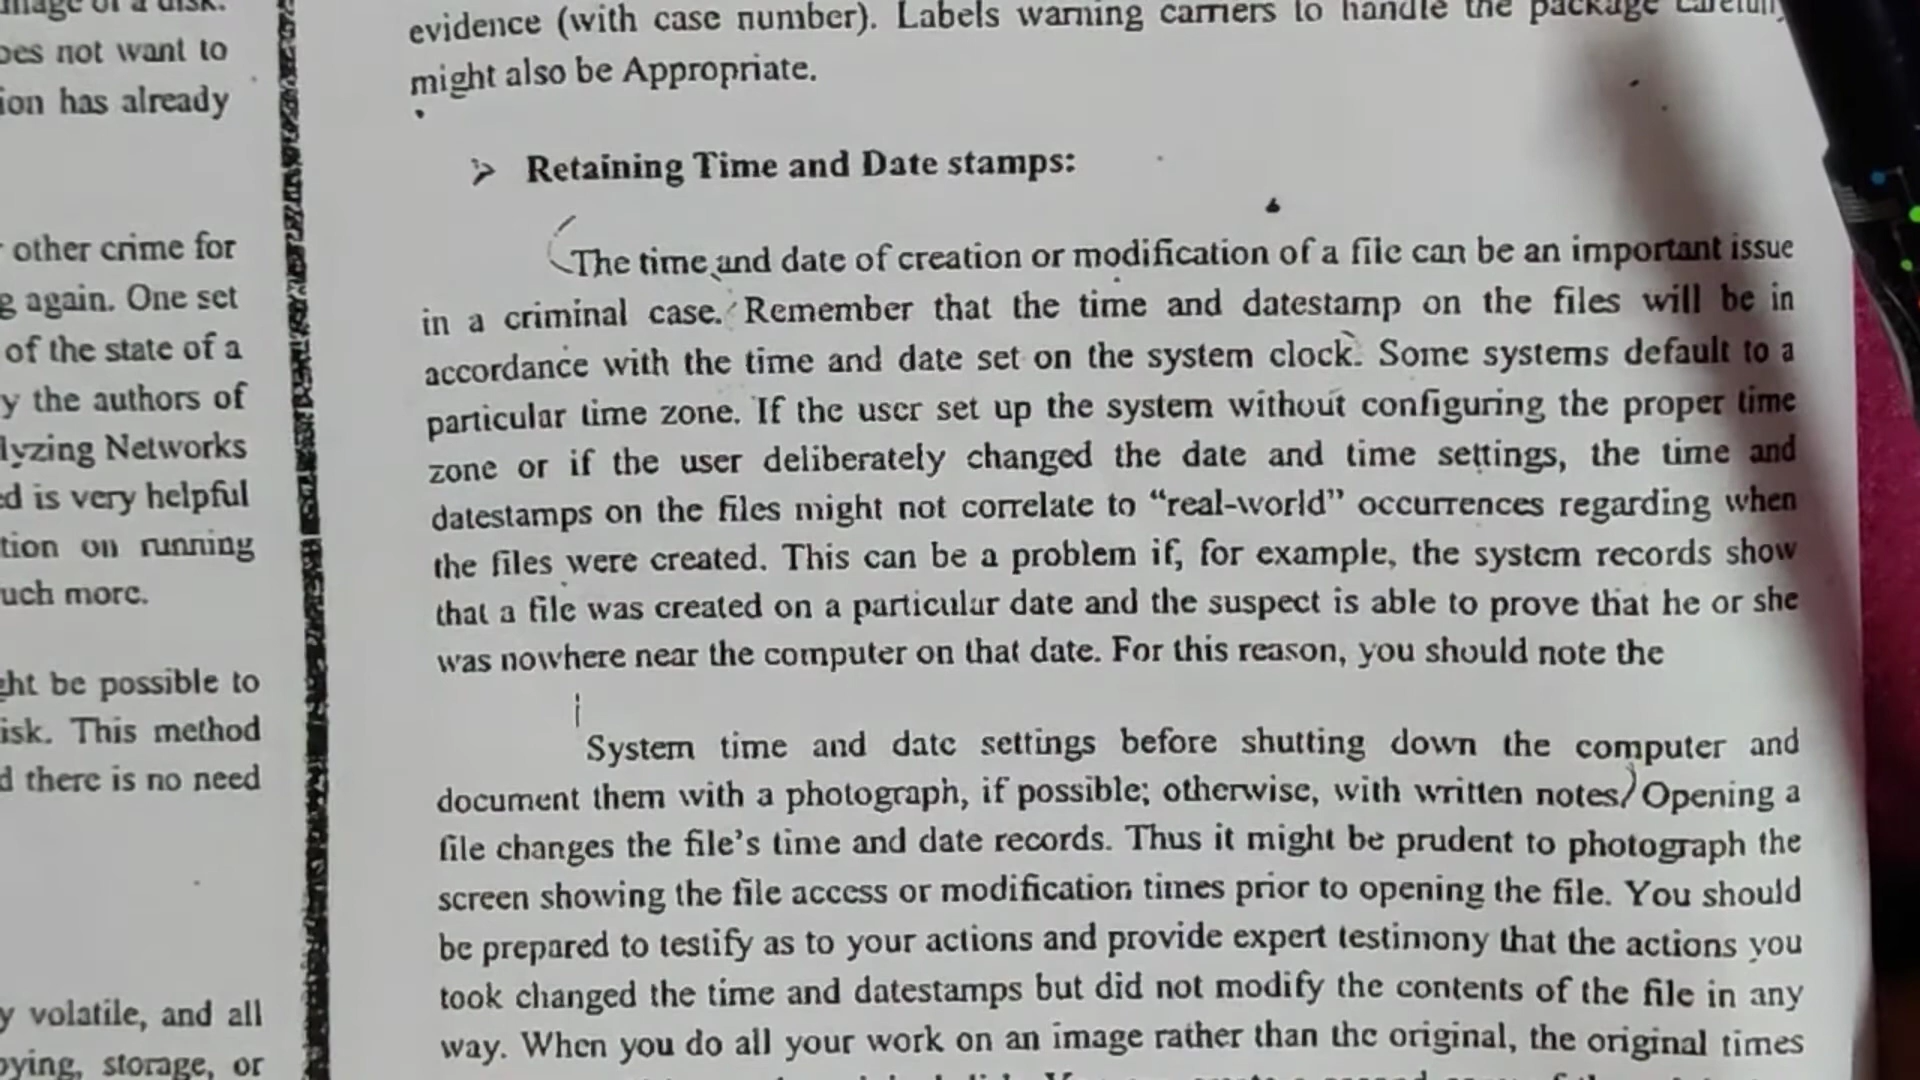 image of a disk.
oes not want to
ion has already
other crime for
g again. One set
of the state of a
y the authors of
lyzing Networks
ed is very helpful
tion on running
uch more.
ght be possible to
isk. This method
d there is no need
y volatile, and all
pying, storage, or
evidence (with case number). Labels warning carriers to handle the package carefully
might also be Appropriate.
➢ Retaining Time and Date stamps:
The time and date of creation or modification of a file can be an important issue
in a criminal case. Remember that the time and datestamp on the files will be in
accordance with the time and date set on the system clock. Some systems default to a
particular time zone. If the user set up the system without configuring the proper time
zone or if the user deliberately changed the date and time settings, the time and
datestamps on the files might not correlate to “real-world” occurrences regarding when
the files were created. This can be a problem if, for example, the system records show
that a file was created on a particular date and the suspect is able to prove that he or she
was nowhere near the computer on that date. For this reason, you should note the
System time and date settings before shutting down the computer and
document them with a photograph, if possible; otherwise, with written notes. Opening a
file changes the file’s time and date records. Thus it might be prudent to photograph the
screen showing the file access or modification times prior to opening the file. You should
be prepared to testify as to your actions and provide expert testimony that the actions you
took changed the time and datestamps but did not modify the contents of the file in any
way. When you do all your work on an image rather than the original, the original times